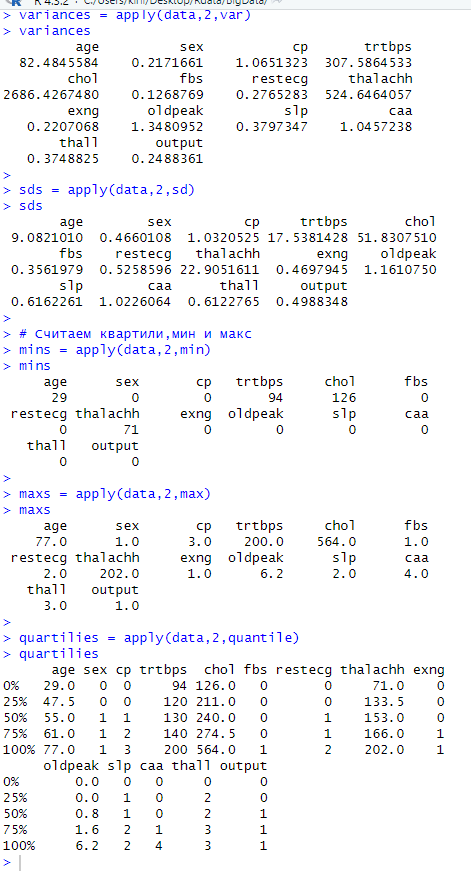 R 4.3.2 · C:/Users/kiril/Desktop/Rdata/BigData/
> variances = apply(data,2,var)
> variances
age sex cp trtbps
82.4845584 0.2171661 1.0651323 307.5864533
chol fbs restecg thalachh
2686.4267480 0.1268769 0.2765283 524.6464057
exng oldpeak slp caa
0.2207068 1.3480952 0.3797347 1.0457238
thall output
0.3748825 0.2488361
>
> sds = apply(data,2,sd)
> sds
age sex cp trtbps chol
9.0821010 0.4660108 1.0320525 17.5381428 51.8307510
fbs restecg thalachh exng oldpeak
0.3561979 0.5258596 22.9051611 0.4697945 1.1610750
slp caa thall output
0.6162261 1.0226064 0.6122765 0.4988348
>
> # Считаем квартили,мин и макс
> mins = apply(data,2,min)
> mins
age sex cp trtbps chol fbs
29 0 0 94 126 0
restecg thalachh exng oldpeak slp caa
0 71 0 0 0 0
thall output
0 0
>
> maxs = apply(data,2,max)
> maxs
age sex cp trtbps chol fbs
77.0 1.0 3.0 200.0 564.0 1.0
restecg thalachh exng oldpeak slp caa
2.0 202.0 1.0 6.2 2.0 4.0
thall output
3.0 1.0
>
> quartilies = apply(data,2,quantile)
> quartilies
age sex cp trtbps chol fbs restecg thalachh exng
0% 29.0 0 0 94 126.0 0 0 71.0 0
25% 47.5 0 0 120 211.0 0 0 133.5 0
50% 55.0 1 1 130 240.0 0 1 153.0 0
75% 61.0 1 2 140 274.5 0 1 166.0 1
100% 77.0 1 3 200 564.0 1 2 202.0 1
oldpeak slp caa thall output
0% 0.0 0 0 0 0
25% 0.0 1 0 2 0
50% 0.8 1 0 2 1
75% 1.6 2 1 3 1
100% 6.2 2 4 3 1
>